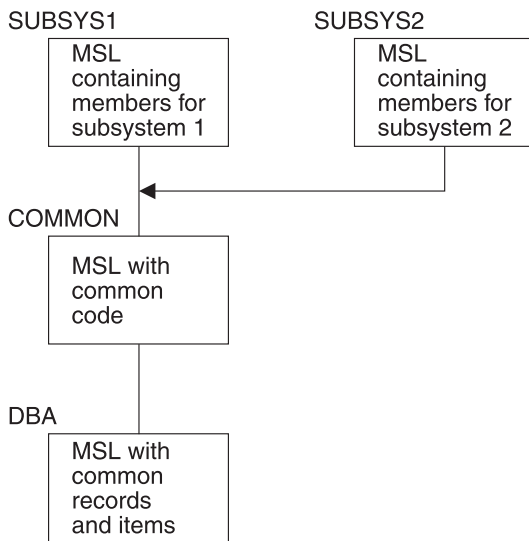 SUBSYS1
MSL
containing
members for
subsystem 1
SUBSYS2
MSL
containing
members for
subsystem 2
COMMON
MSL with
common
code
DBA
MSL with
common
records
and items